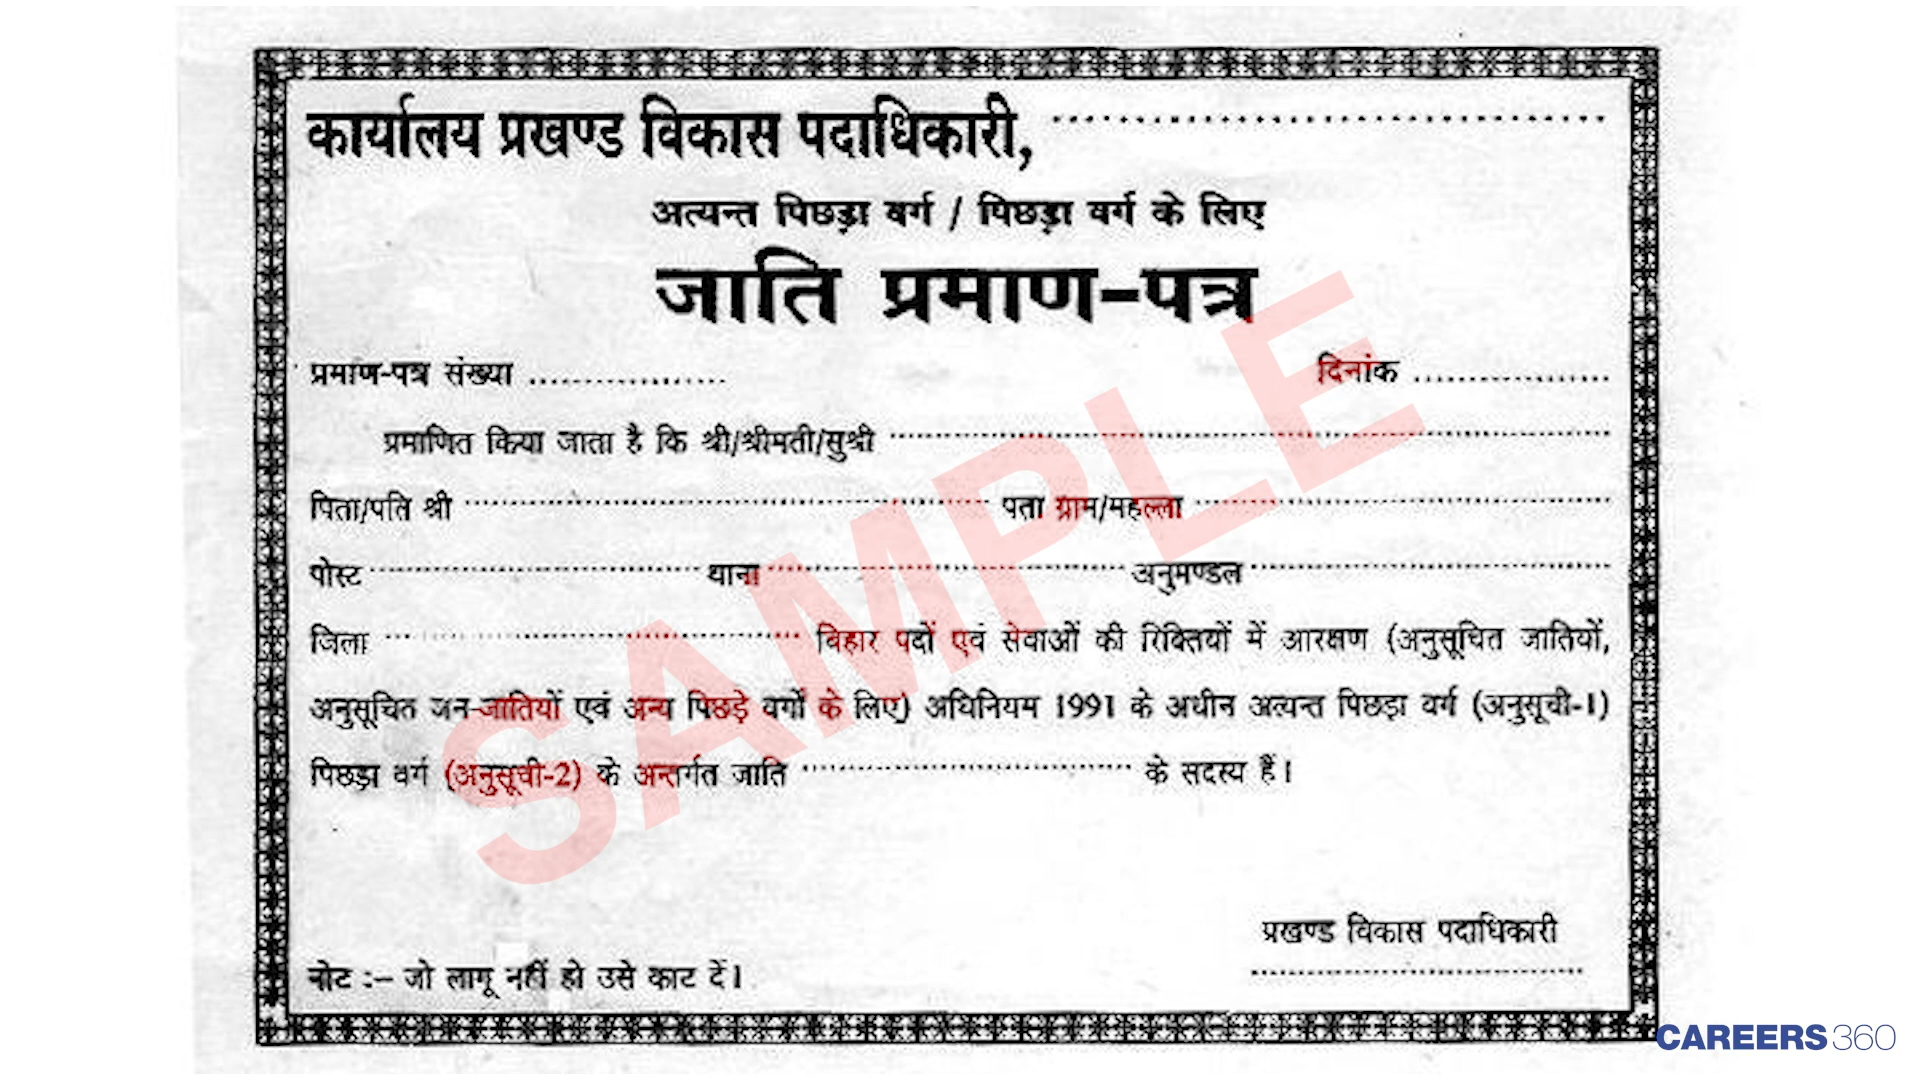 कार्यालय प्रखण्ड विकास पदाधिकारी, ................................
अत्यन्त पिछड़ा वर्ग / पिछड़ा वर्ग के लिए
जाति प्रमाण-पत्र
प्रमाण-पत्र संख्या .................... दिनांक ....................
प्रमाणित किया जाता है कि श्री/श्रीमती/सुश्री ................................
पिता/पति श्री ................................ पता ग्राम/महल्ला ................................
पोस्ट ................................ थाना ................................ अनुमण्डल ................................
जिला ................................ बिहार पदों एवं सेवाओं की रिक्तियों में आरक्षण (अनुसूचित जातियों,
अनुसूचित जन-जातियों एवं अन्य पिछड़े वर्गों के लिए) अधिनियम 1991 के अधीन अत्यन्त पिछड़ा वर्ग (अनुसूची-1)
पिछड़ा वर्ग (अनुसूची-2) के अन्तर्गत जाति ................................ के सदस्य हैं।
SAMPLE
प्रखण्ड विकास पदाधिकारी
................................
नोट :– जो लागू नहीं हो उसे काट दें।
CAREERS360